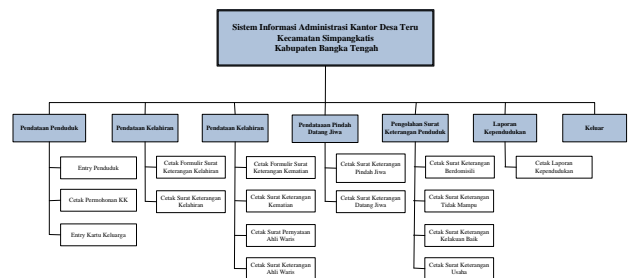 Sistem Informasi Administrasi Kantor Desa Teru
Kecamatan Simpangkatis
Kabupaten Bangka Tengah
Pendataan Penduduk
Pendataan Kelahiran
Pendataan Kelahiran
Pendataaan Pindah
Datang Jiwa
Pengolahan Surat
Keterangan Penduduk
Laporan
Kependudukan
Keluar
Entry Penduduk
Cetak Permohonan KK
Entry Kartu Keluarga
Cetak Formulir Surat
Keterangan Kelahiran
Cetak Surat Keterangan
Kelahiran
Cetak Formulir Surat
Keterangan Kematian
Cetak Surat Keterangan
Kematian
Cetak Surat Pernyataan
Ahli Waris
Cetak Surat Keterangan
Ahli Waris
Cetak Surat Keterangan
Pindah Jiwa
Cetak Surat Keterangan
Datang Jiwa
Cetak Surat Keterangan
Berdomisili
Cetak Surat Keterangan
Tidak Mampu
Cetak Surat Keterangan
Kelakuan Baik
Cetak Surat Keterangan
Usaha
Cetak Laporan
Kependudukan